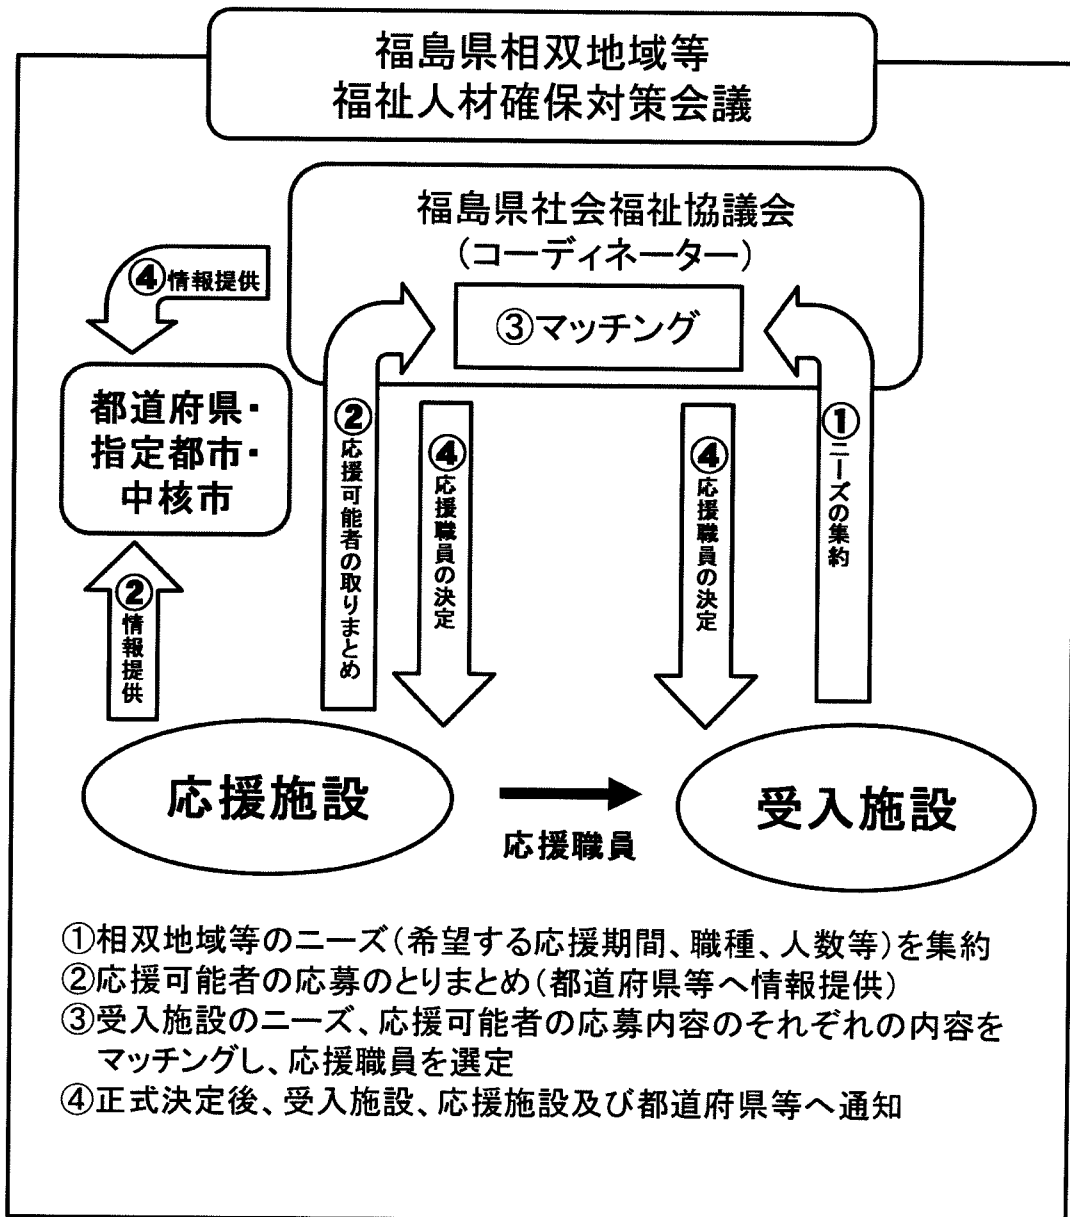 福島県相双地域等
福祉人材確保対策会議
福島県社会福祉協議会
(コーディネーター)
③マッチング
④情報提供
都道府県・
指定都市・
中核市
②情報提供
②応援可能者の取りまとめ
④応援職員の決定
④応援職員の決定
①ニーズの集約
応援施設
応援職員
受入施設
①相双地域等のニーズ(希望する応援期間、職種、人数等)を集約
②応援可能者の応募のとりまとめ(都道府県等へ情報提供)
③受入施設のニーズ、応援可能者の応募内容のそれぞれの内容を
マッチングし、応援職員を選定
④正式決定後、受入施設、応援施設及び都道府県等へ通知